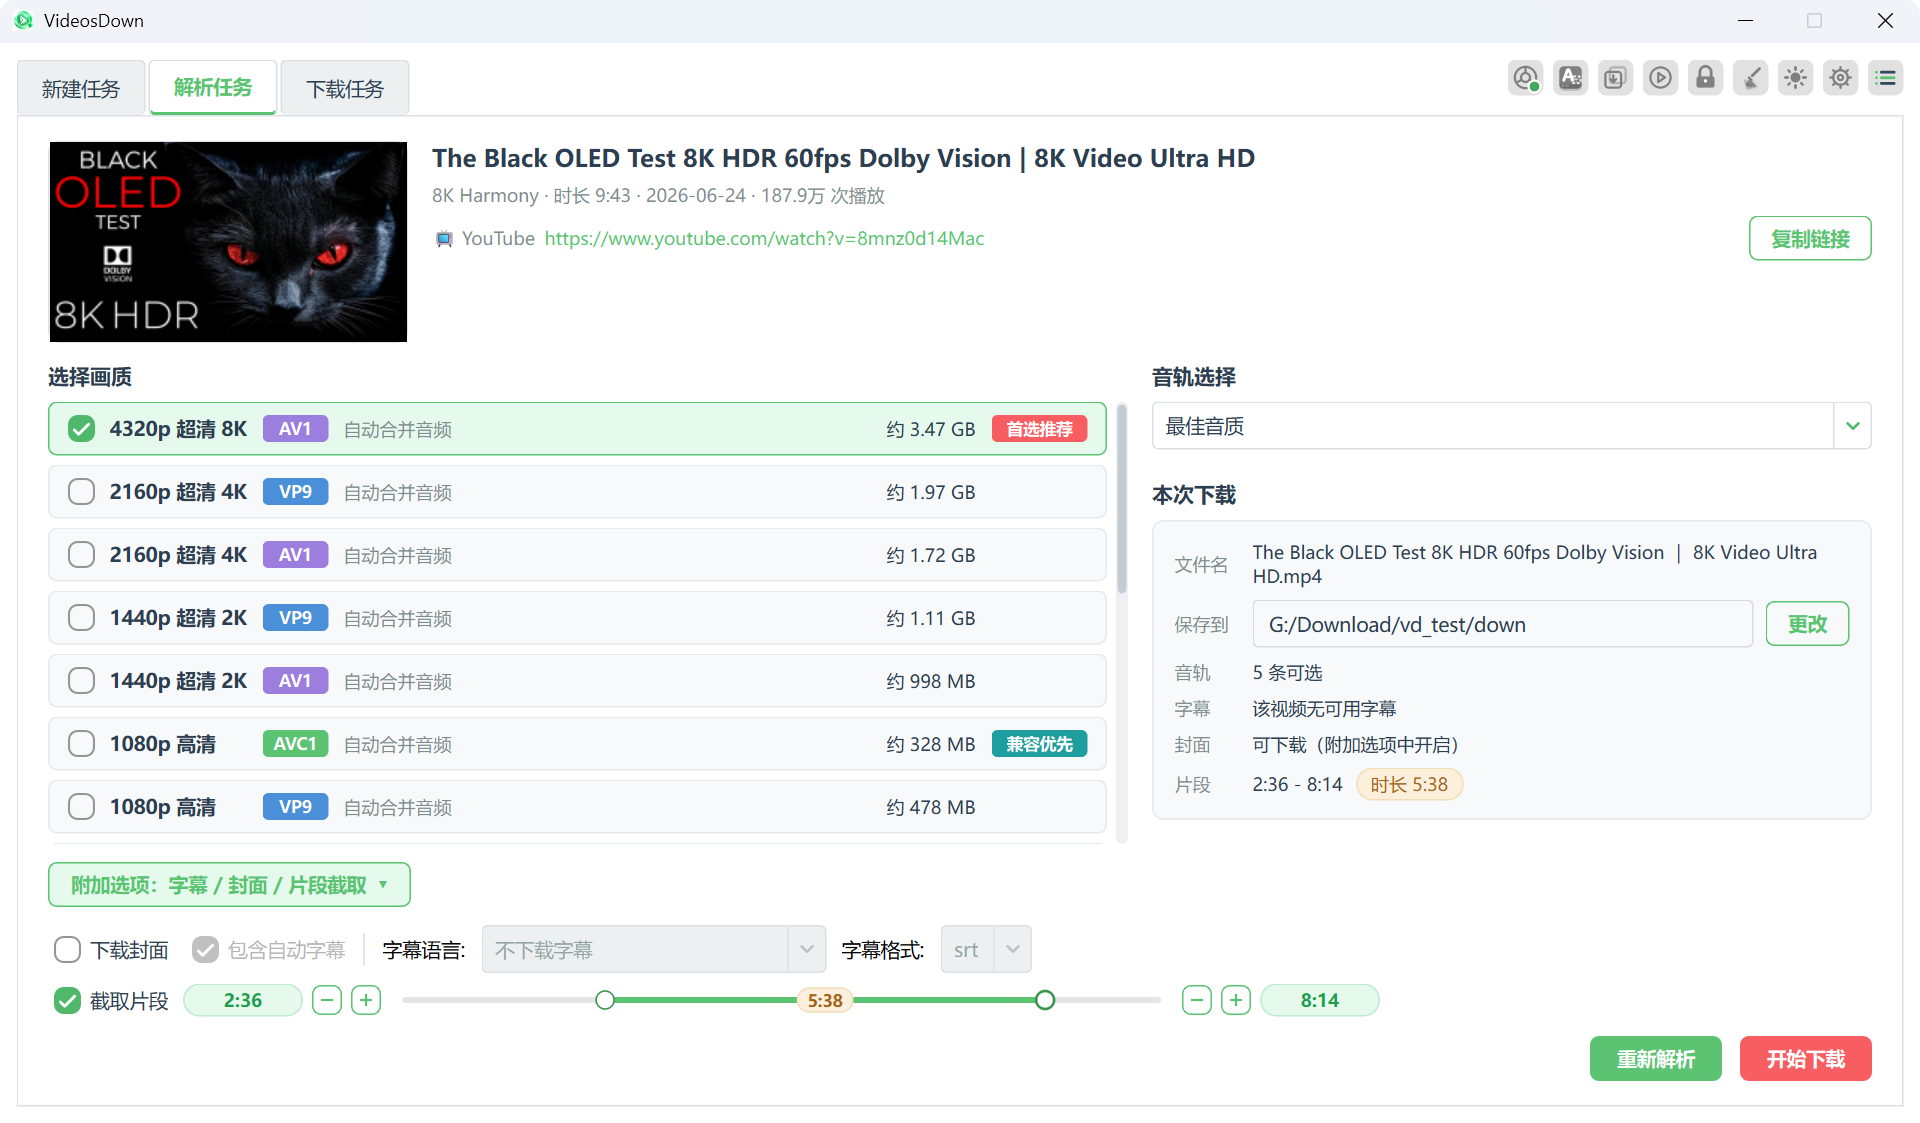 VideosDown
新建任务
解析任务
下载任务
BLACK
OLED
TEST
DOLBY
VISION
8K HDR
The Black OLED Test 8K HDR 60fps Dolby Vision | 8K Video Ultra HD
8K Harmony · 时长 9:43 · 2026-06-24 · 187.9万 次播放
YouTube https://www.youtube.com/watch?v=8mnz0d14Mac
复制链接
选择画质
4320p 超清 8K AV1 自动合并音频 约 3.47 GB 首选推荐
2160p 超清 4K VP9 自动合并音频 约 1.97 GB
2160p 超清 4K AV1 自动合并音频 约 1.72 GB
1440p 超清 2K VP9 自动合并音频 约 1.11 GB
1440p 超清 2K AV1 自动合并音频 约 998 MB
1080p 高清 AVC1 自动合并音频 约 328 MB 兼容优先
1080p 高清 VP9 自动合并音频 约 478 MB
音轨选择
最佳音质
本次下载
文件名 The Black OLED Test 8K HDR 60fps Dolby Vision ｜ 8K Video Ultra
HD.mp4
保存到 G:/Download/vd_test/down 更改
音轨 5 条可选
字幕 该视频无可用字幕
封面 可下载（附加选项中开启）
片段 2:36 - 8:14 时长 5:38
附加选项：字幕 / 封面 / 片段截取 ▼
下载封面 包含自动字幕 字幕语言: 不下载字幕 字幕格式: srt
截取片段 2:36 − + 5:38 − + 8:14
重新解析 开始下载